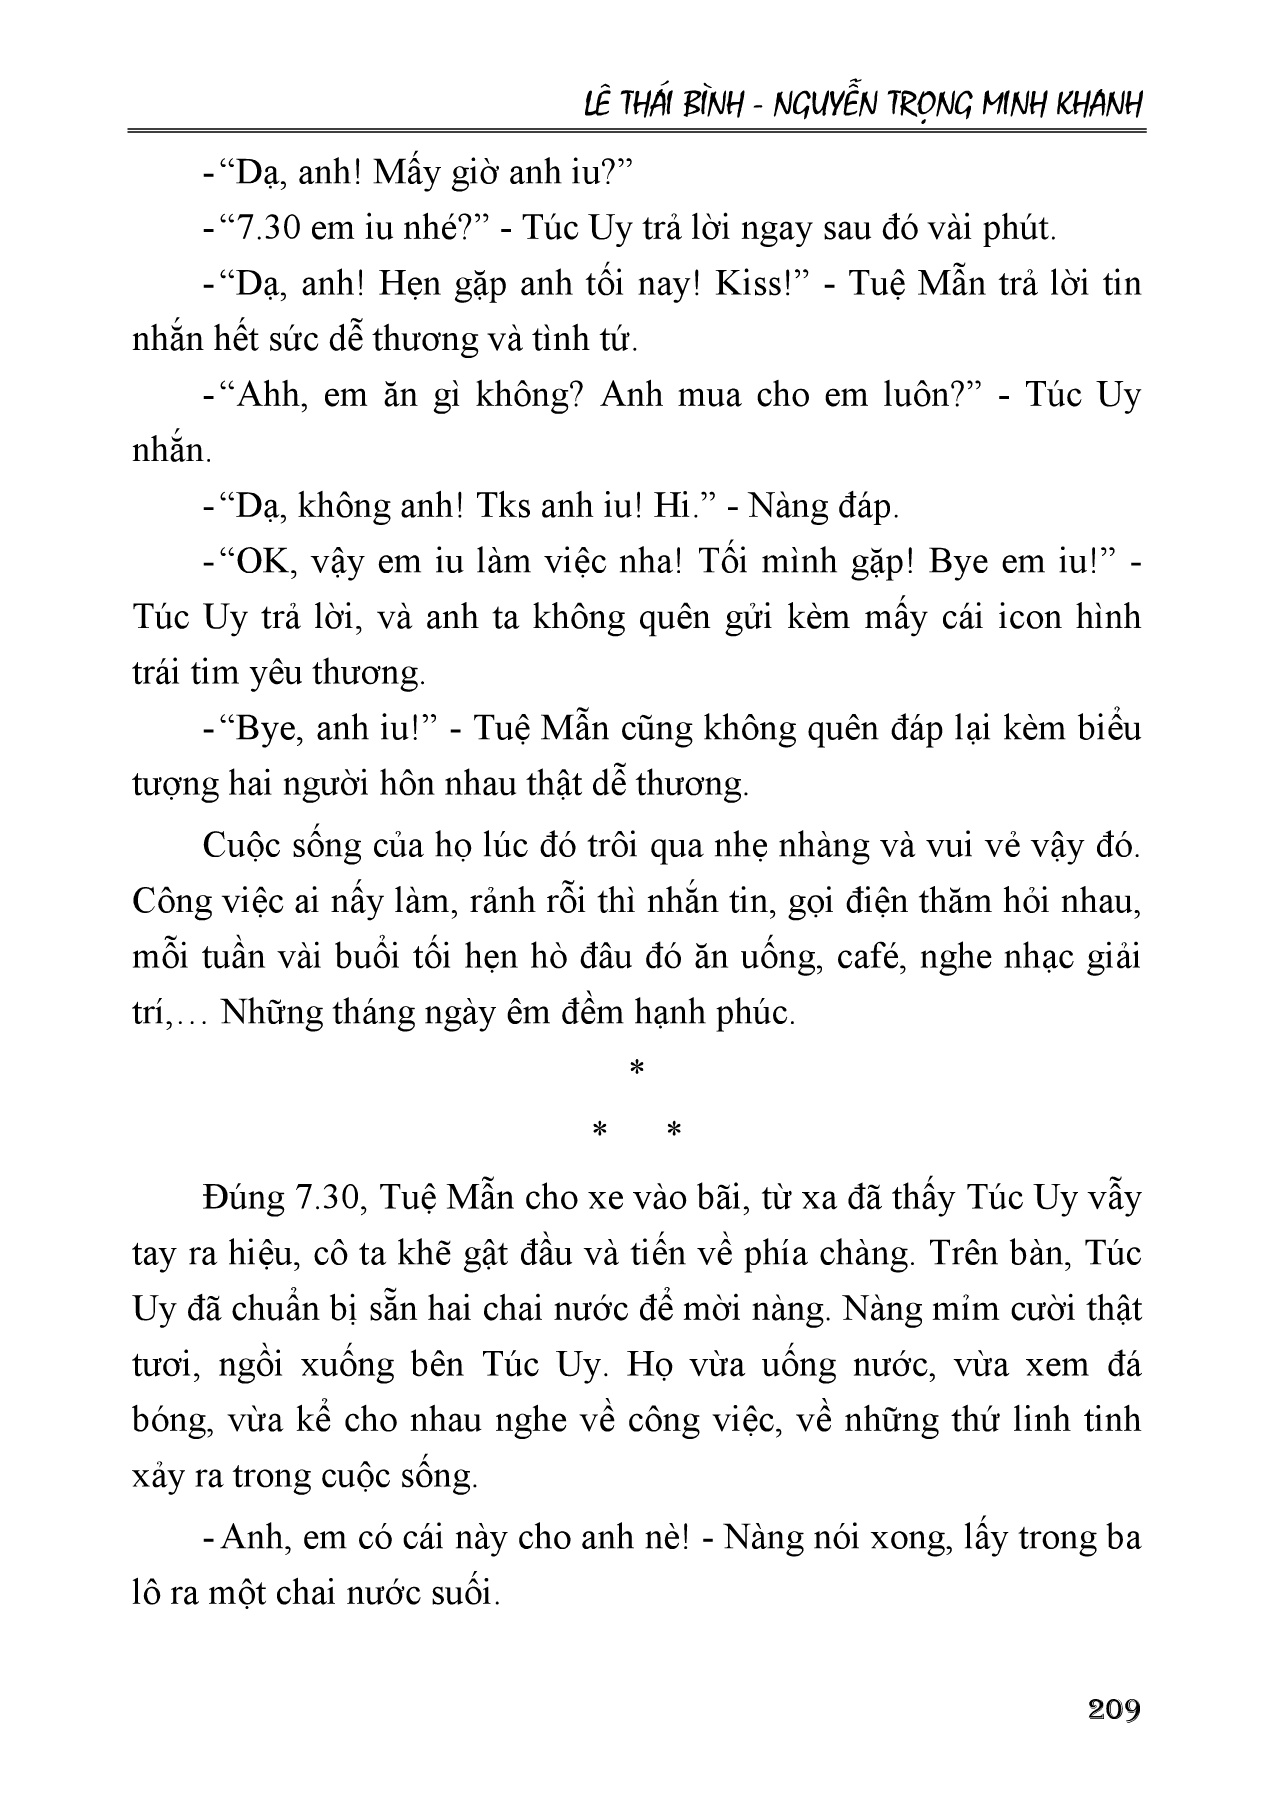 LÊ THÁI BÌNH - NGUYỄN TRỌNG MINH KHANH
- “Dạ, anh! Mấy giờ anh iu?”
- “7.30 em iu nhé?” - Túc Uy trả lời ngay sau đó vài phút.
- “Dạ, anh! Hẹn gặp anh tối nay! Kiss!” - Tuệ Mẫn trả lời tin
nhắn hết sức dễ thương và tình tứ.
- “Ahh, em ăn gì không? Anh mua cho em luôn?” - Túc Uy
nhắn.
- “Dạ, không anh! Tks anh iu! Hi.” - Nàng đáp.
- “OK, vậy em iu làm việc nha! Tối mình gặp! Bye em iu!” -
Túc Uy trả lời, và anh ta không quên gửi kèm mấy cái icon hình
trái tim yêu thương.
- “Bye, anh iu!” - Tuệ Mẫn cũng không quên đáp lại kèm biểu
tượng hai người hôn nhau thật dễ thương.
Cuộc sống của họ lúc đó trôi qua nhẹ nhàng và vui vẻ vậy đó.
Công việc ai nấy làm, rảnh rỗi thì nhắn tin, gọi điện thăm hỏi nhau,
mỗi tuần vài buổi tối hẹn hò đâu đó ăn uống, café, nghe nhạc giải
trí,… Những tháng ngày êm đềm hạnh phúc.
*
* *
Đúng 7.30, Tuệ Mẫn cho xe vào bãi, từ xa đã thấy Túc Uy vẫy
tay ra hiệu, cô ta khẽ gật đầu và tiến về phía chàng. Trên bàn, Túc
Uy đã chuẩn bị sẵn hai chai nước để mời nàng. Nàng mỉm cười thật
tươi, ngồi xuống bên Túc Uy. Họ vừa uống nước, vừa xem đá
bóng, vừa kể cho nhau nghe về công việc, về những thứ linh tinh
xảy ra trong cuộc sống.
- Anh, em có cái này cho anh nè! - Nàng nói xong, lấy trong ba
lô ra một chai nước suối.
209